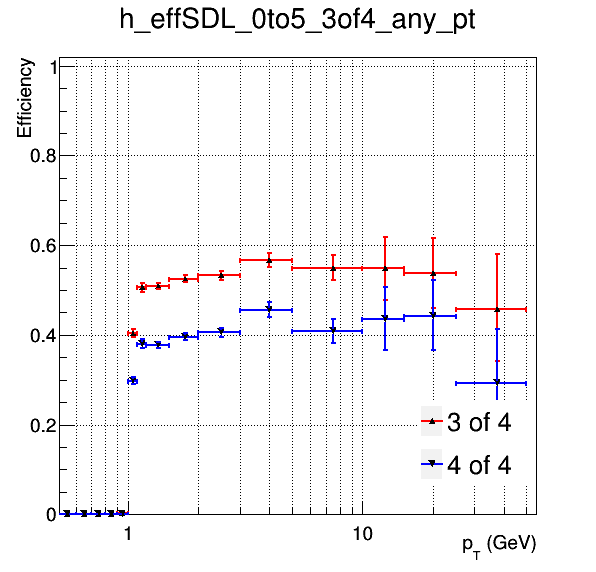 h_effSDL_0to5_3of4_any_pt
Efficiency
1
0.8
0.6
0.4
0.2
0
3 of 4
4 of 4
1
10
pT (GeV)